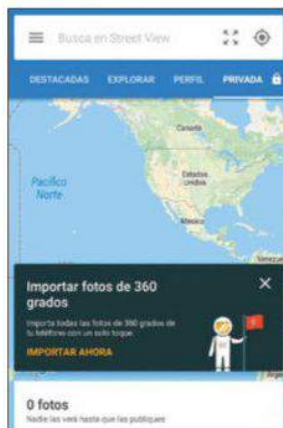 Busca en Street View
DESTACADAS EXPLORAR PERFIL PRIVADA
Canadá
Estados
Unidos
Pacífico
Norte
México
Venezuel
Importar fotos de 360
grados
Importa todas las fotos de 360 grados de
tu teléfono con un solo toque.
IMPORTAR AHORA
Arge
0 fotos
Nadie las verá hasta que las publiques